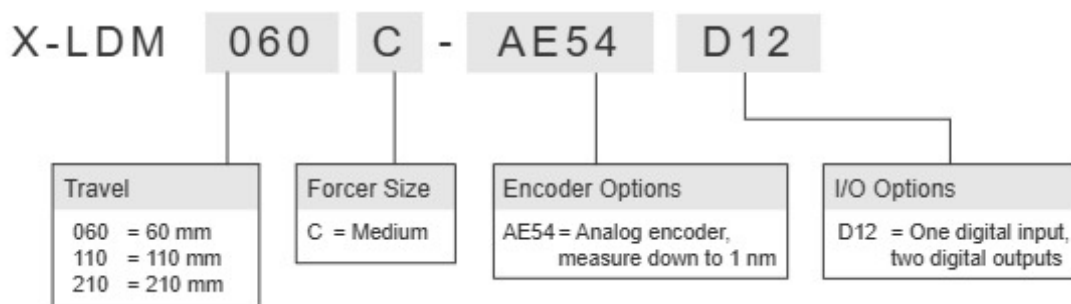 X-LDM 060 C - AE54 D12
Travel
060 = 60 mm
110 = 110 mm
210 = 210 mm
Forcer Size
C = Medium
Encoder Options
AE54 = Analog encoder,
measure down to 1 nm
I/O Options
D12 = One digital input,
two digital outputs